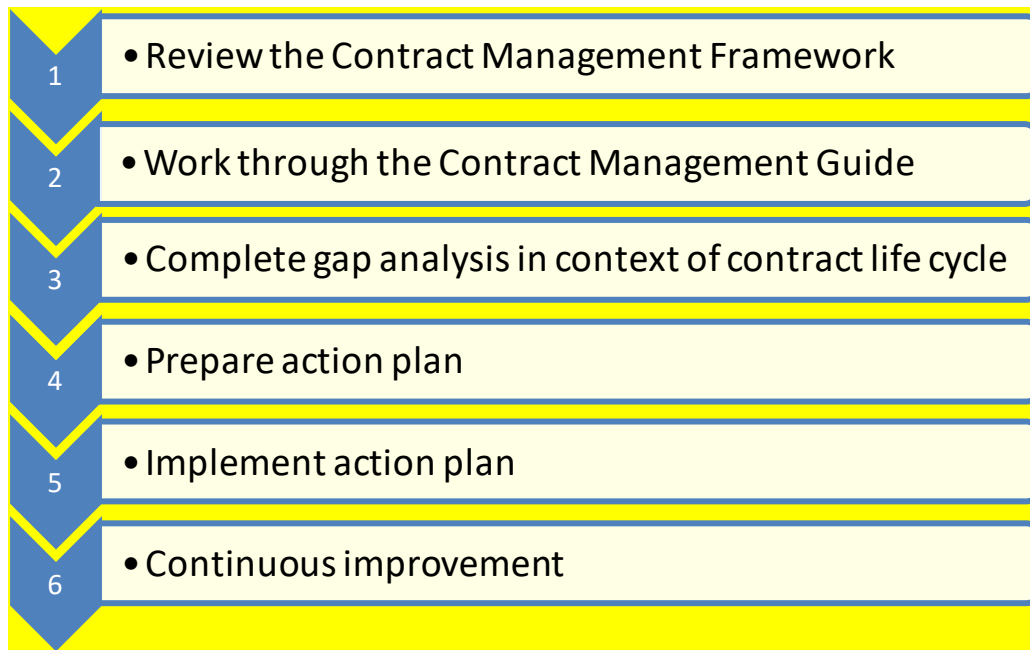 1
• Review the Contract Management Framework
2
• Work through the Contract Management Guide
3
• Complete gap analysis in context of contract life cycle
4
• Prepare action plan
5
• Implement action plan
6
• Continuous improvement